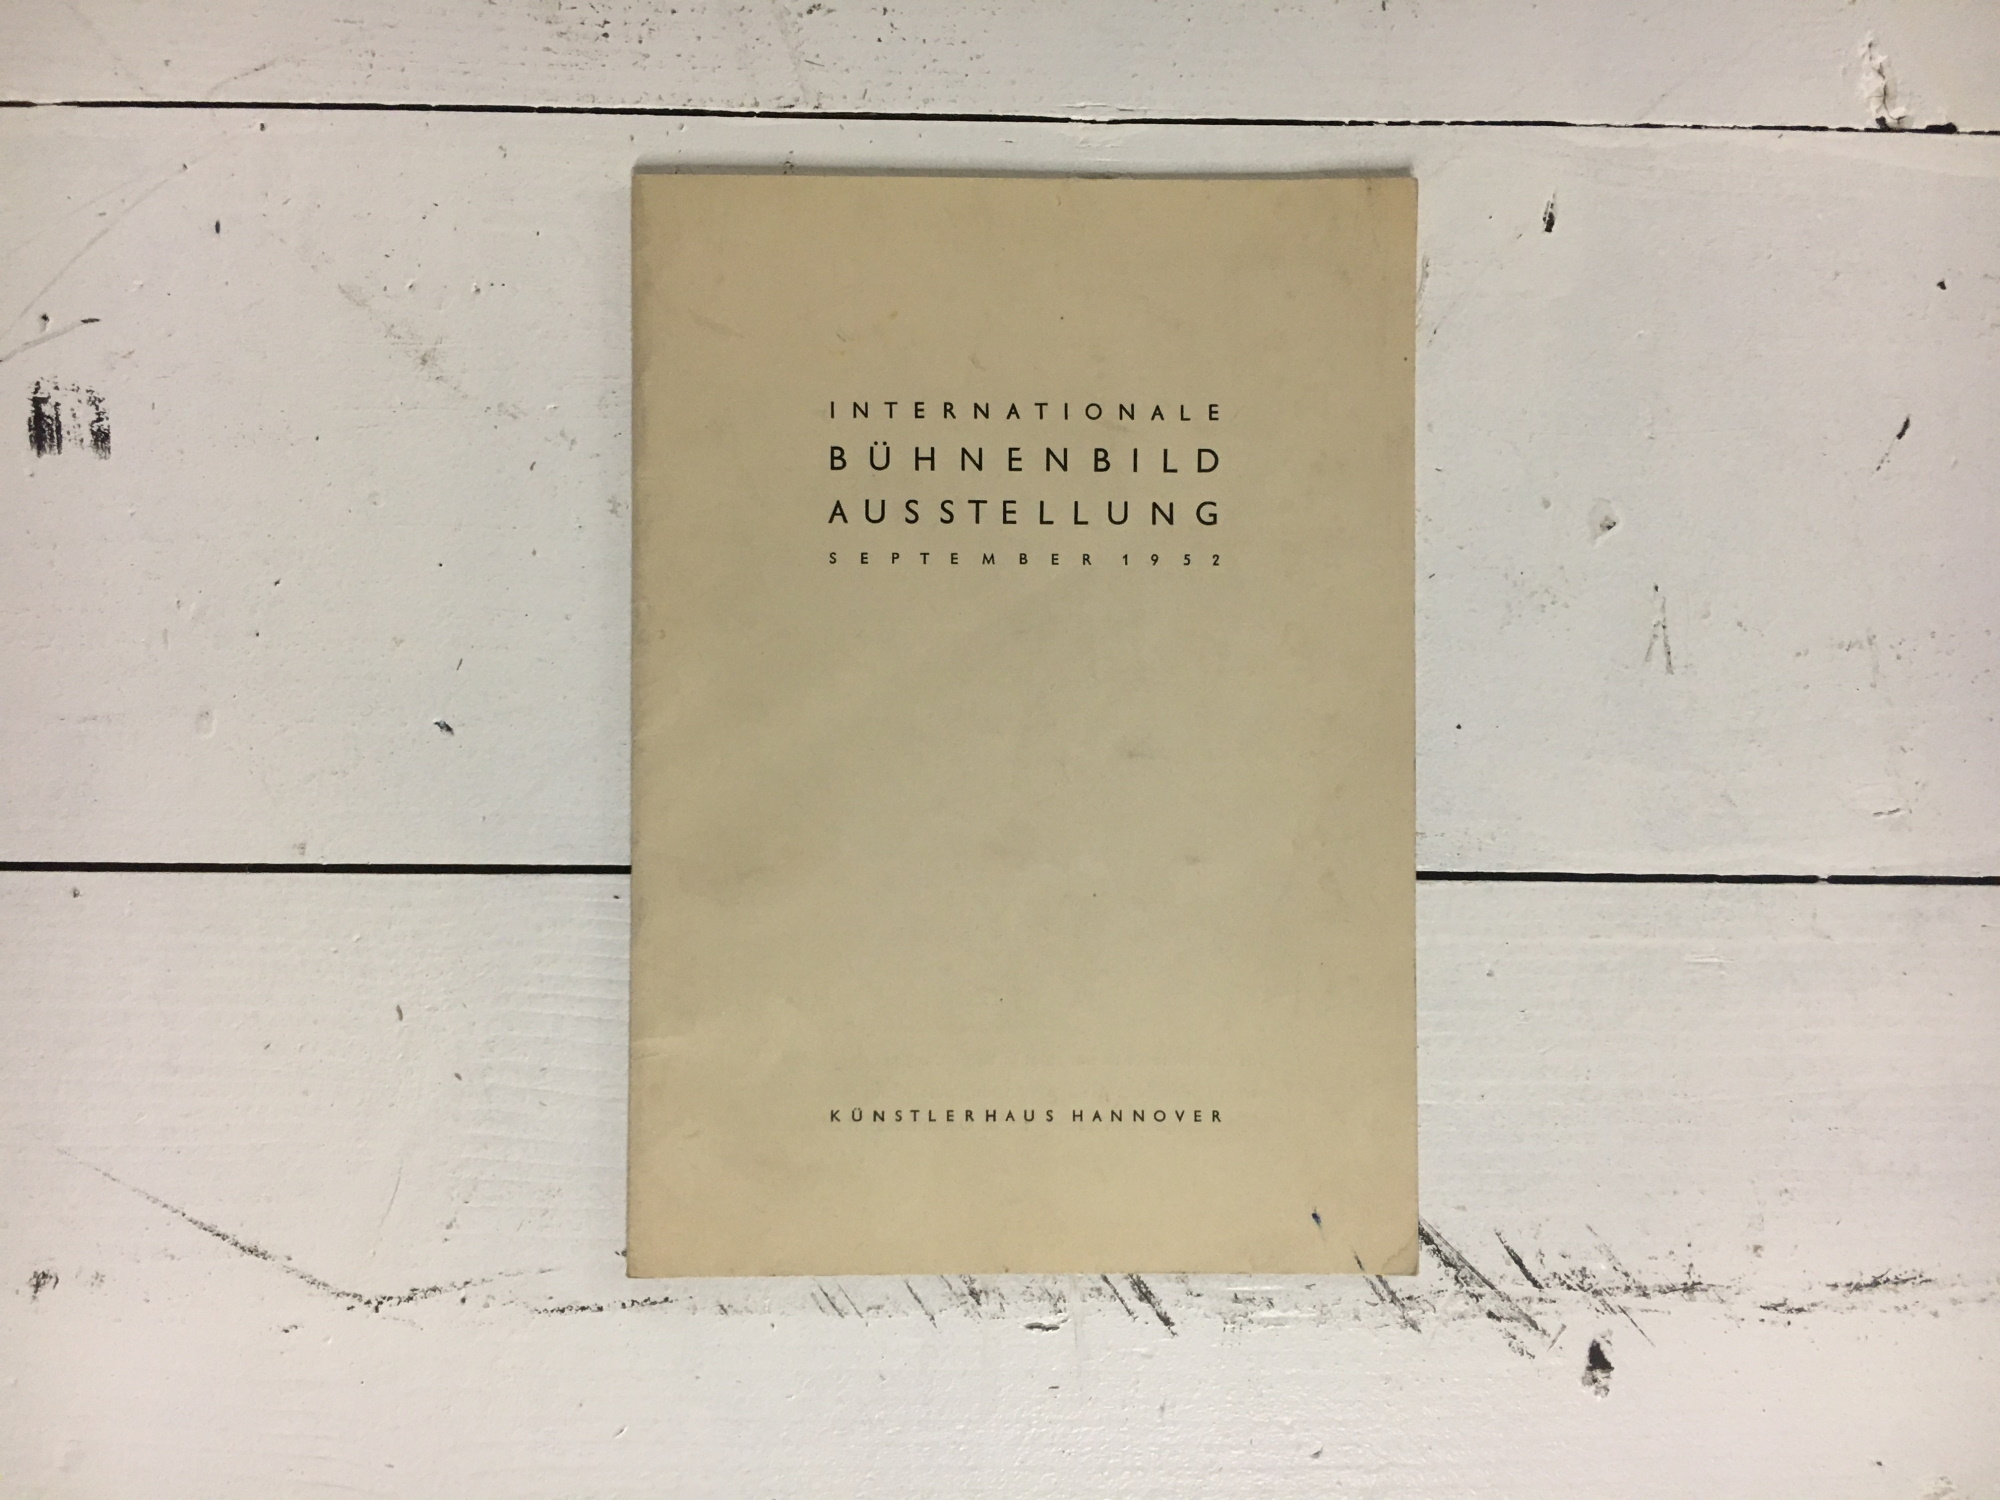 INTERNATIONALE
BÜHNENBILD
AUSSTELLUNG
SEPTEMBER 1952
KÜNSTLERHAUS HANNOVER